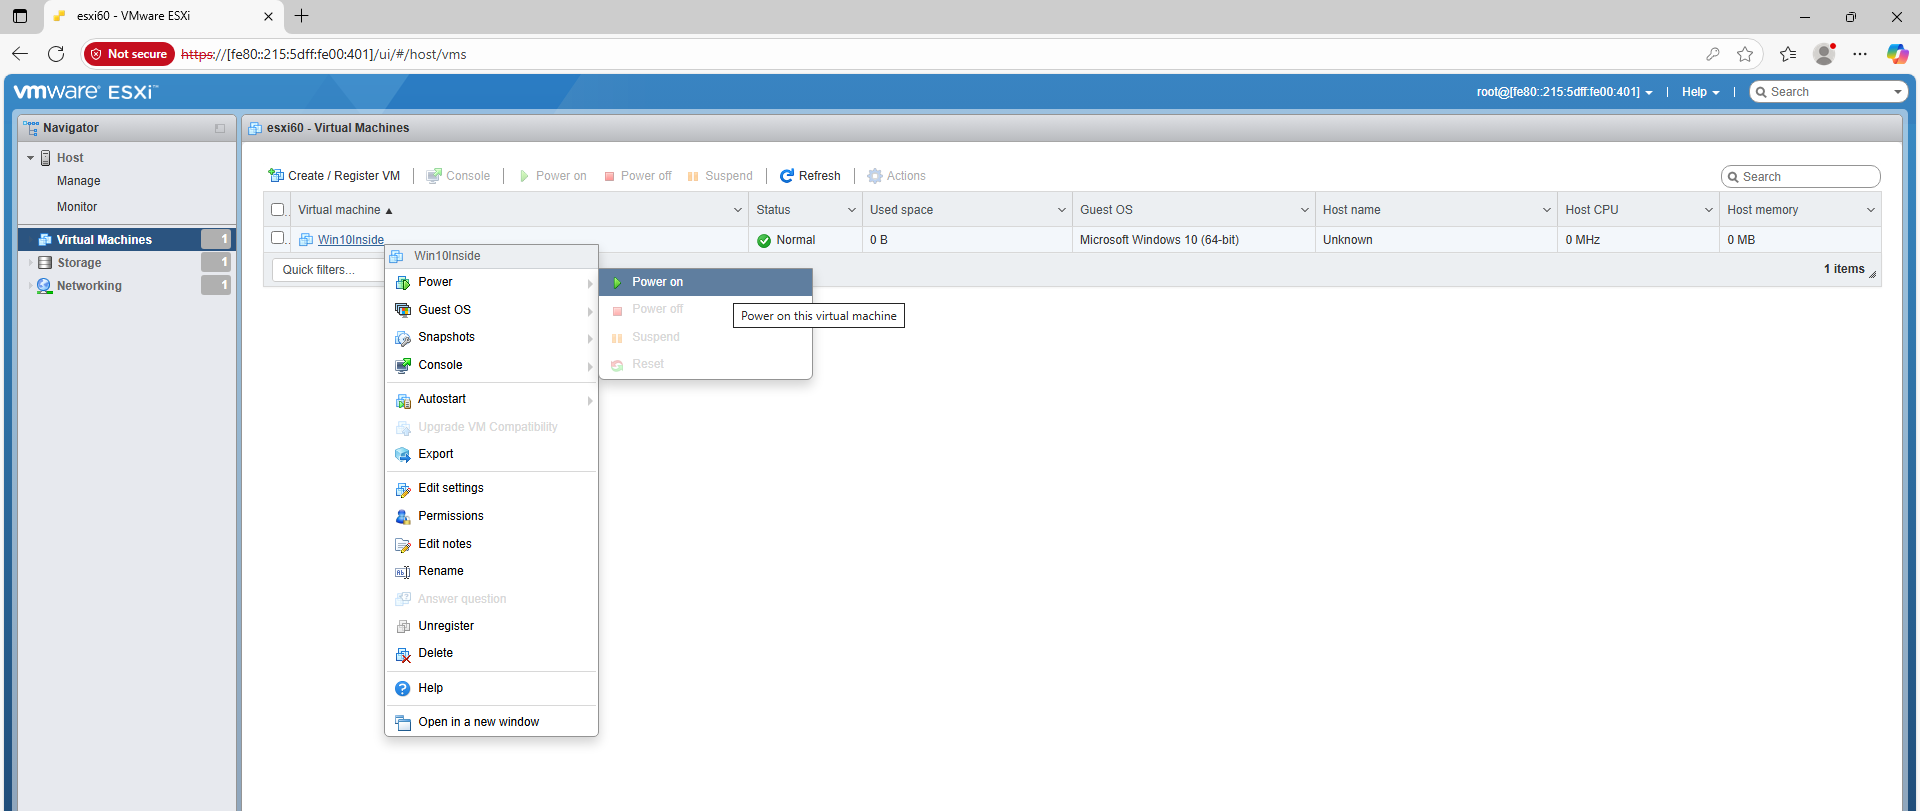 esxi60 - VMware ESXi
Not secure https://[fe80::215:5dff:fe00:401]/ui/#/host/vms
vmware ESXi™
root@[fe80::215:5dff:fe00:401] | Help | Search
Navigator
esxi60 - Virtual Machines
Host
Manage
Monitor
Virtual Machines 1
Storage 1
Networking 1
Create / Register VM | Console | Power on Power off Suspend | Refresh | Actions
Search
Virtual machine ▲ Status Used space Guest OS Host name Host CPU Host memory
Win10Inside Normal 0 B Microsoft Windows 10 (64-bit) Unknown 0 MHz 0 MB
Quick filters...
1 items
Win10Inside
Power
Guest OS
Snapshots
Console
Autostart
Upgrade VM Compatibility
Export
Edit settings
Permissions
Edit notes
Rename
Answer question
Unregister
Delete
Help
Open in a new window
Power on
Power off
Suspend
Reset
Power on this virtual machine